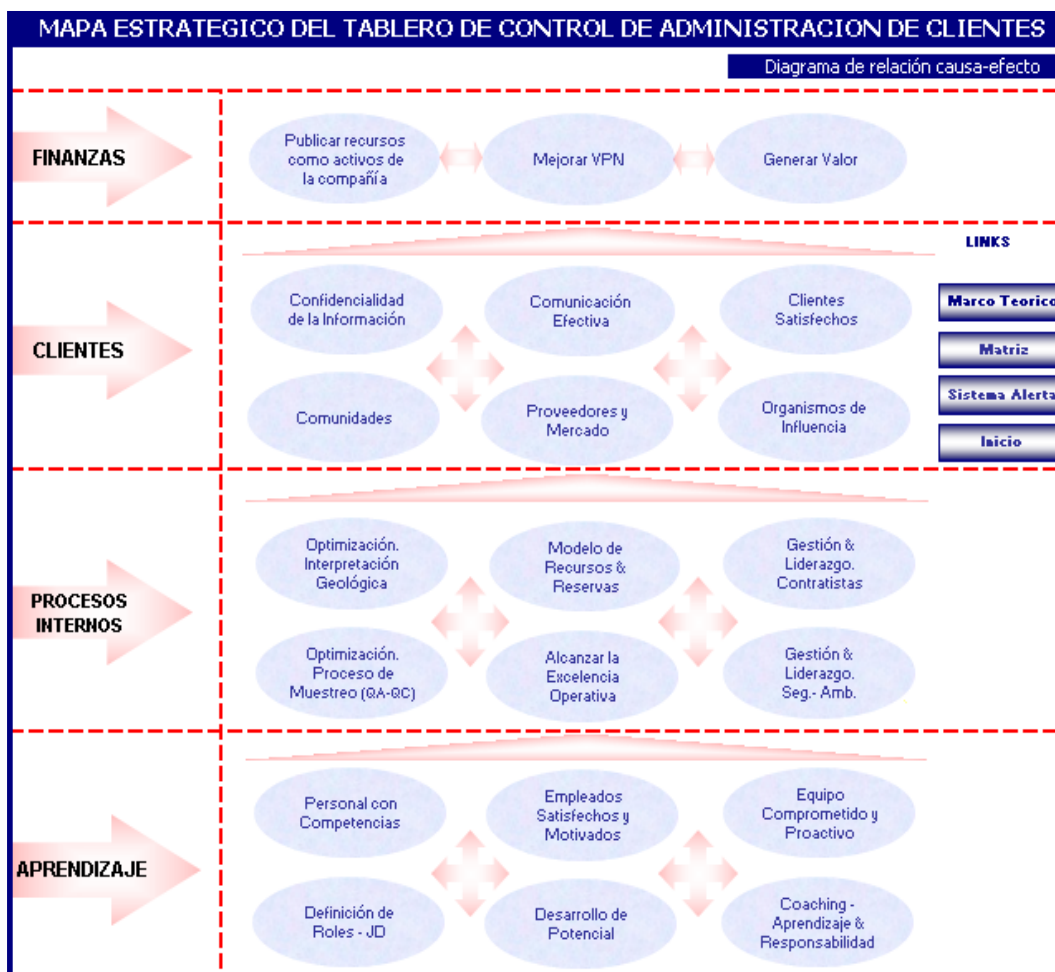 MAPA ESTRATEGICO DEL TABLERO DE CONTROL DE ADMINISTRACION DE CLIENTES
Diagrama de relación causa-efecto
FINANZAS
Publicar recursos
como activos de
la compañía
Mejorar VPN
Generar Valor
CLIENTES
Confidencialidad
de la Información
Comunicación
Efectiva
Clientes
Satisfechos
Comunidades
Proveedores y
Mercado
Organismos de
Influencia
LINKS
Marco Teorico
Matriz
Sistema Alerta
Inicio
PROCESOS
INTERNOS
Optimización.
Interpretación
Geológica
Modelo de
Recursos &
Reservas
Gestión &
Liderazgo.
Contratistas
Optimización.
Proceso de
Muestreo (QA-QC)
Alcanzar la
Excelencia
Operativa
Gestión &
Liderazgo.
Seg.- Amb.
APRENDIZAJE
Personal con
Competencias
Empleados
Satisfechos y
Motivados
Equipo
Comprometido y
Proactivo
Definición de
Roles - JD
Desarrollo de
Potencial
Coaching -
Aprendizaje &
Responsabilidad